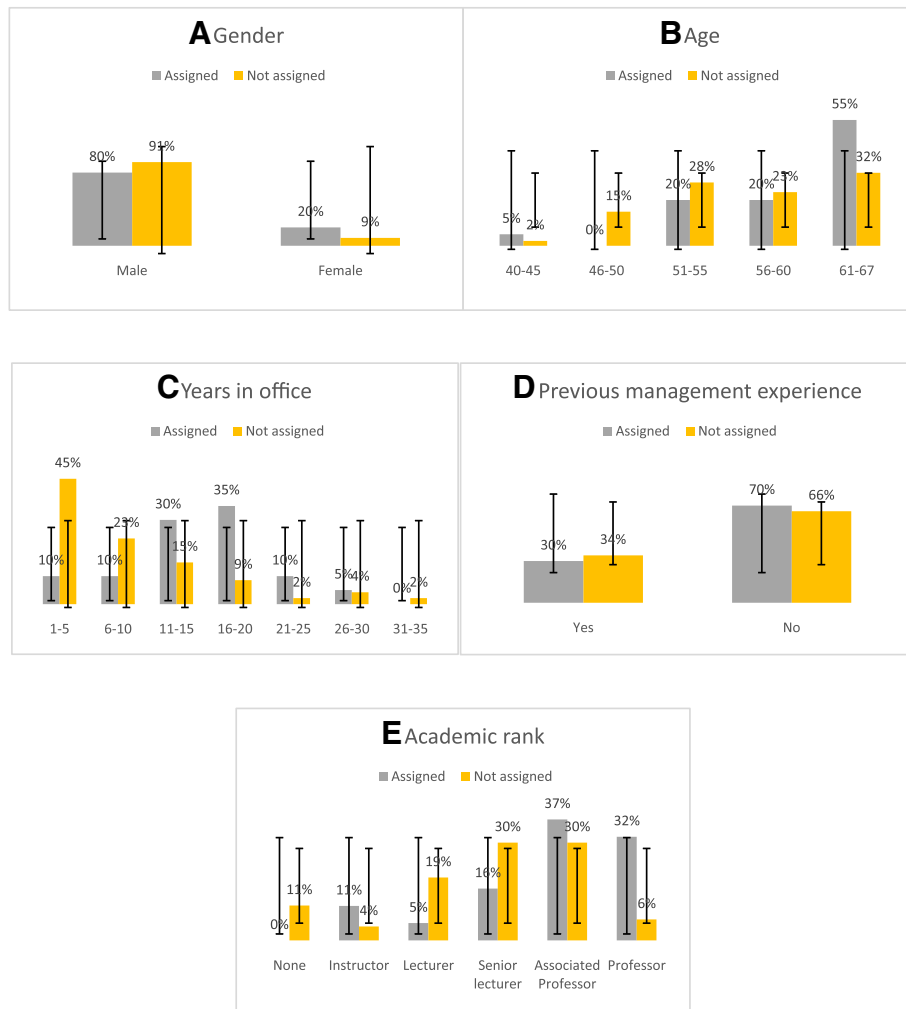 A Gender
Assigned Not assigned
80% 91% 20% 9%
Male Female
B Age
Assigned Not assigned
5% 2% 0% 15% 20% 28% 20% 23% 55% 32%
40-45 46-50 51-55 56-60 61-67
C Years in office
Assigned Not assigned
10% 45% 10% 23% 30% 15% 35% 9% 10% 2% 5% 4% 0% 2%
1-5 6-10 11-15 16-20 21-25 26-30 31-35
D Previous management experience
Assigned Not assigned
30% 34% 70% 66%
Yes No
E Academic rank
Assigned Not assigned
0% 11% 11% 4% 5% 19% 16% 30% 37% 30% 32% 6%
None Instructor Lecturer Senior Associated Professor
lecturer Professor